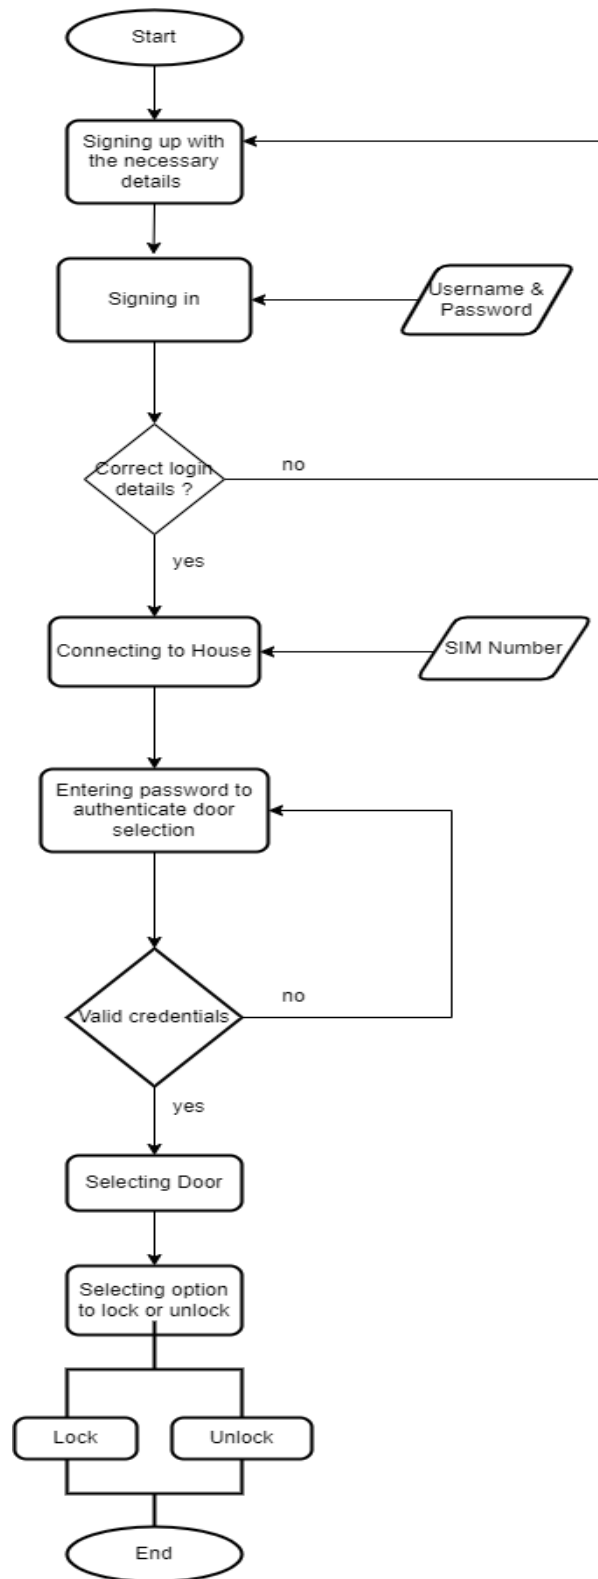 Start
Signing up with
the necessary
details
Signing in
Username &
Password
Correct login
details ?
no
yes
Connecting to House
SIM Number
Entering password to
authenticate door
selection
Valid credentials
no
yes
Selecting Door
Selecting option
to lock or unlock
Lock
Unlock
End